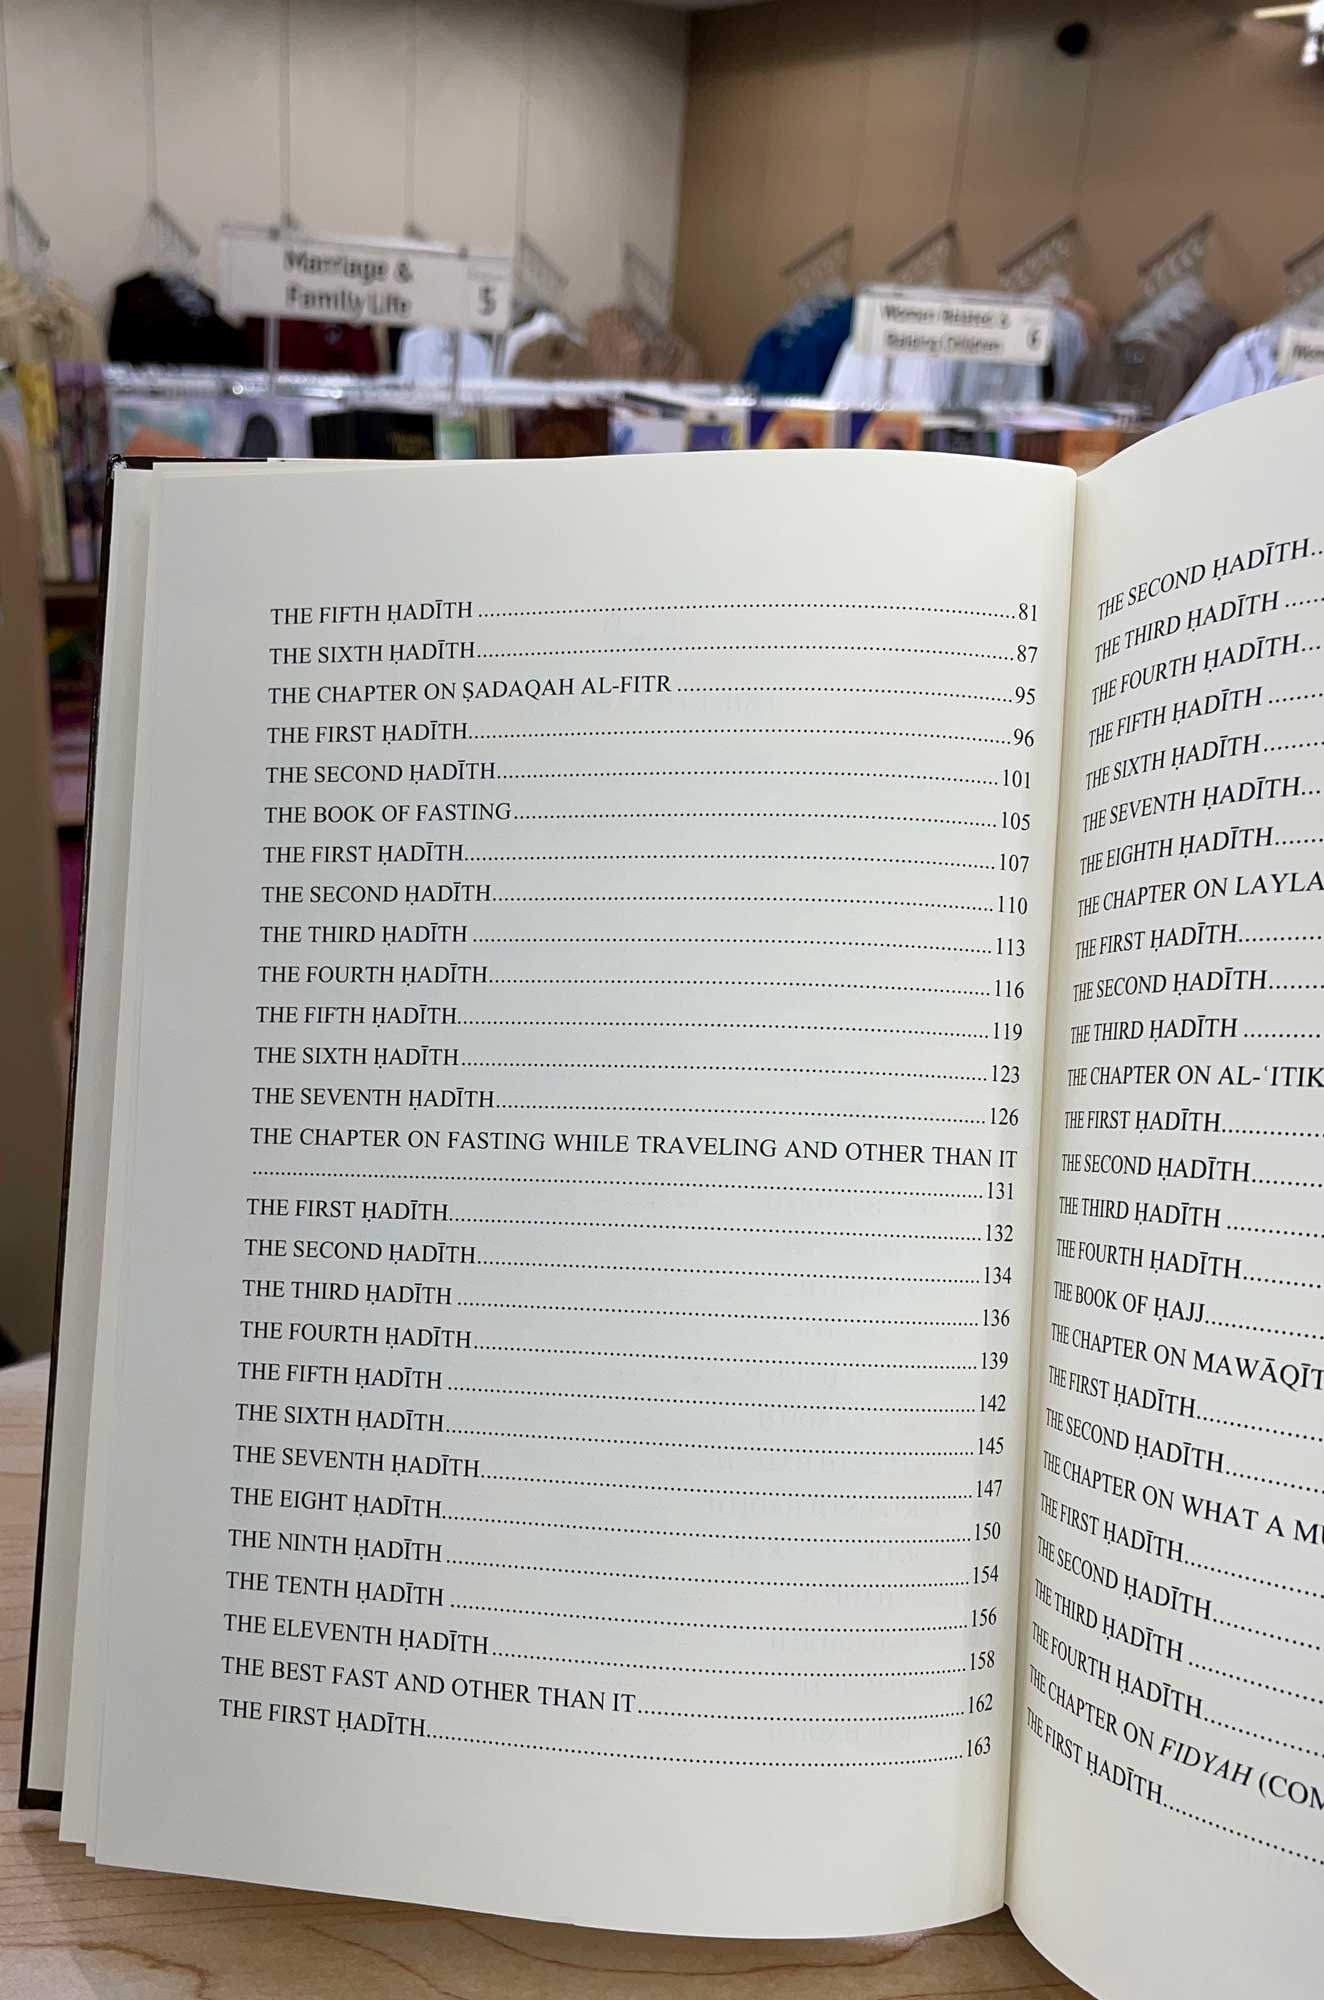 Marriage &
Family Life
5
6
THE FIFTH ḤADĪTH ........ 81
THE SIXTH ḤADĪTH........ 87
THE CHAPTER ON ṢADAQAH AL-FITR ........ 95
THE FIRST ḤADĪTH........ 96
THE SECOND ḤADĪTH........ 101
THE BOOK OF FASTING........ 105
THE FIRST ḤADĪTH........ 107
THE SECOND ḤADĪTH........ 110
THE THIRD ḤADĪTH ........ 113
THE FOURTH ḤADĪTH........ 116
THE FIFTH ḤADĪTH........ 119
THE SIXTH ḤADĪTH........ 123
THE SEVENTH ḤADĪTH........ 126
THE CHAPTER ON FASTING WHILE TRAVELING AND OTHER THAN IT
........ 131
THE FIRST ḤADĪTH........ 132
THE SECOND ḤADĪTH........ 134
THE THIRD ḤADĪTH ........ 136
THE FOURTH ḤADĪTH........ 139
THE FIFTH ḤADĪTH ........ 142
THE SIXTH ḤADĪTH........ 145
THE SEVENTH ḤADĪTH........ 147
THE EIGHT ḤADĪTH........ 150
THE NINTH ḤADĪTH ........ 154
THE TENTH ḤADĪTH ........ 156
THE ELEVENTH ḤADĪTH ........ 158
THE BEST FAST AND OTHER THAN IT........ 162
THE FIRST ḤADĪTH........ 163
THE SECOND ḤADĪTH...
THE THIRD ḤADĪTH ...
THE FOURTH ḤADĪTH...
THE FIFTH ḤADĪTH ...
THE SIXTH ḤADĪTH...
THE SEVENTH ḤADĪTH...
THE EIGHTH ḤADĪTH...
THE CHAPTER ON LAYLA
THE FIRST ḤADĪTH...
THE SECOND ḤADĪTH...
THE THIRD ḤADĪTH ...
THE CHAPTER ON AL-ʿITIK
THE FIRST ḤADĪTH...
THE SECOND ḤADĪTH...
THE THIRD ḤADĪTH ...
THE FOURTH ḤADĪTH...
THE BOOK OF ḤAJJ...
THE CHAPTER ON MAWĀQĪT
THE FIRST ḤADĪTH...
THE SECOND ḤADĪTH...
THE CHAPTER ON WHAT A MU
THE FIRST ḤADĪTH...
THE SECOND ḤADĪTH...
THE THIRD ḤADĪTH ...
THE FOURTH ḤADĪTH...
THE CHAPTER ON FIDYAH (COM
THE FIRST ḤADĪTH...